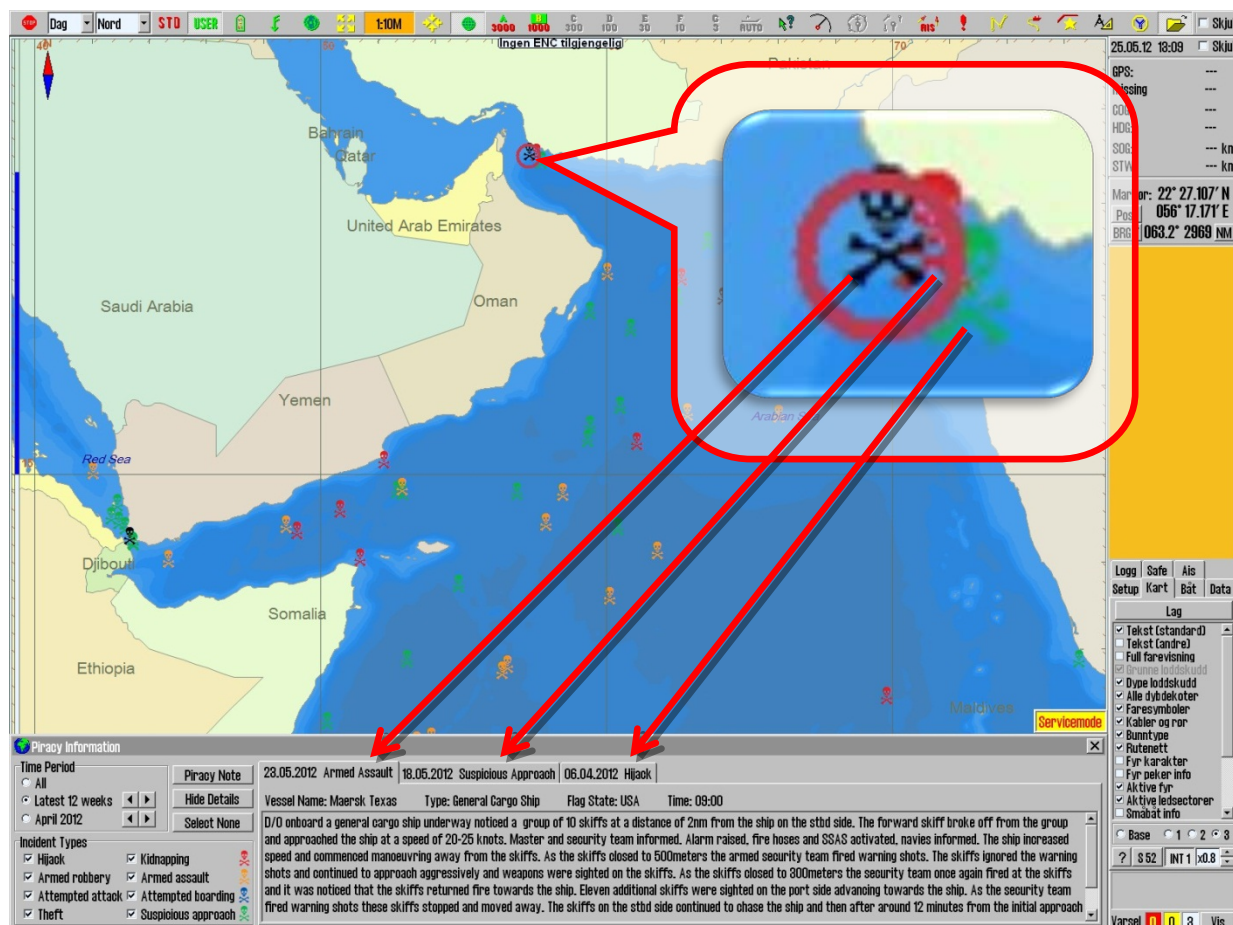 STOP Dag Nord STD USER 1:10M A 3000 B 1000 C 300 D 100 E 30 F 10 G 3 AUTO AIS Skju
Ingen ENC tilgjengelig
40 50 70
25.05.12 13:09 Skju
GPS: ---
missing ---
COG: ---
HDG: ---
SOG: --- kn
STW: --- kn
Markør: 22° 27.107' N
Pos 056° 17.171' E
BRG 063.2° 2969 NM
Pakistan
Bahrain
Qatar
United Arab Emirates
Saudi Arabia
Oman
Yemen
Arabian Sea
Red Sea
10
Djibouti
Somalia
Ethiopia
Maldives
Servicemode
Logg Safe Ais
Setup Kart Båt Data
Lag
Tekst (standard)
Tekst (andre)
Full farevisning
Grunne loddskudd
Dype loddskudd
Alle dybdekoter
Faresymboler
Kabler og rør
Bunntype
Rutenett
Fyr karakter
Fyr peker info
Aktive fyr
Aktive ledsectorer
Småbåt info
Base 1 2 3
? S 52 INT 1 x0.8
Varsel 0 0 3 Vis
Piracy Information
Time Period
All
Latest 12 weeks
April 2012
Piracy Note
Hide Details
Select None
Incident Types
Hijack Kidnapping
Armed robbery Armed assault
Attempted attack Attempted boarding
Theft Suspicious approach
23.05.2012 Armed Assault 18.05.2012 Suspicious Approach 06.04.2012 Hijack
Vessel Name: Maersk Texas Type: General Cargo Ship Flag State: USA Time: 09:00
D/O onboard a general cargo ship underway noticed a group of 10 skiffs at a distance of 2nm from the ship on the stbd side. The forward skiff broke off from the group
and approached the ship at a speed of 20-25 knots. Master and security team informed. Alarm raised, fire hoses and SSAS activated, navies informed. The ship increased
speed and commenced manoeuvring away from the skiffs. As the skiffs closed to 500meters the armed security team fired warning shots. The skiffs ignored the warning
shots and continued to approach aggressively and weapons were sighted on the skiffs. As the skiffs closed to 300meters the security team once again fired at the skiffs
and it was noticed that the skiffs returned fire towards the ship. Eleven additional skiffs were sighted on the port side advancing towards the ship. As the security team
fired warning shots these skiffs stopped and moved away. The skiffs on the stbd side continued to chase the ship and then after around 12 minutes from the initial approach